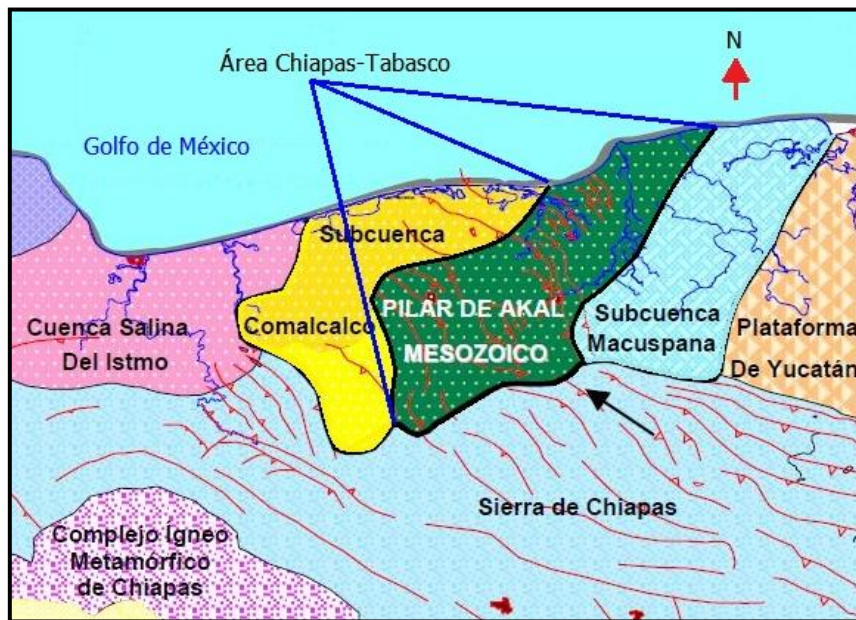 Área Chiapas-Tabasco
N
Golfo de México
Subcuenca
Comalcalco
PILAR DE AKAL
MESOZOICO
Cuenca Salina
Del Istmo
Subcuenca
Macuspana
Plataforma
De Yucatán
Sierra de Chiapas
Complejo Ígneo
Metamórfico
de Chiapas